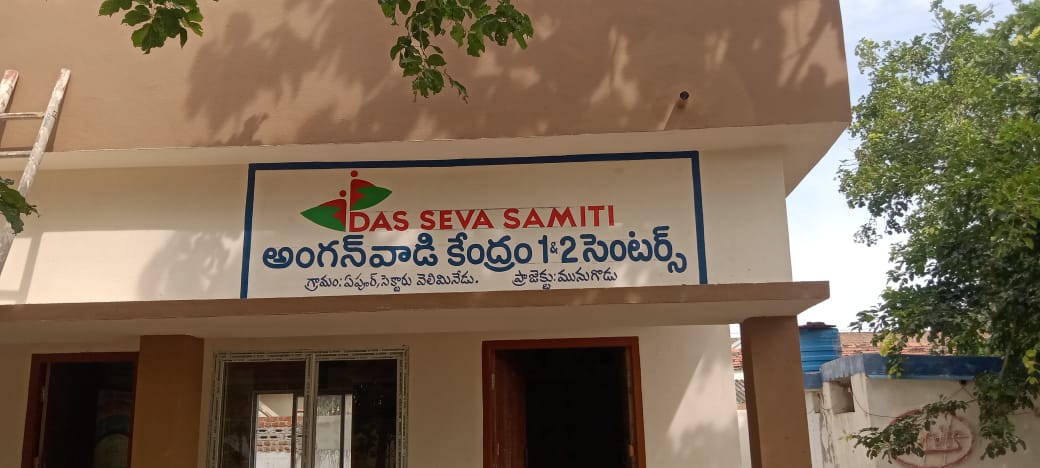 DAS SEVA SAMITI
అంగన్‌వాడి కేంద్రం 1&2 సెంటర్స్
గ్రామం: ఏపూర్, సెక్టారు వెలిమినేడు. ప్రాజెక్టు: మునుగొడు